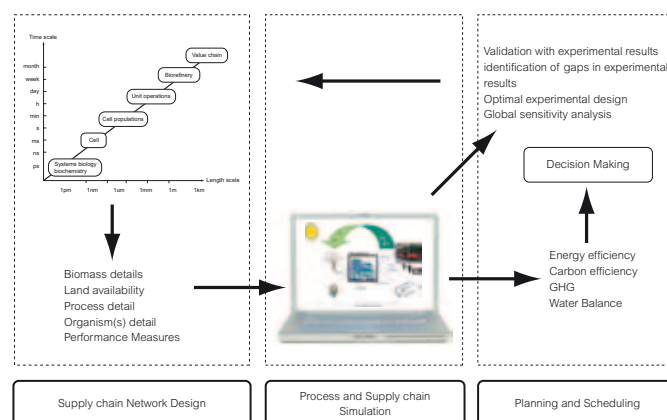 Time scale
Value chain
month
Biorefinery
week
day
Unit operations
h
min
Cell populations
s
ms
Cell
ns
ps
Systems biology
biochemistry
Length scale
1pm 1nm 1um 1mm 1m 1km
Biomass details
Land availability
Process detail
Organism(s) detail
Performance Measures
Validation with experimental results
identification of gaps in experimental
results
Optimal experimental design
Global sensitivity analysis
Decision Making
Energy efficiency
Carbon efficiency
GHG
Water Balance
Supply chain Network Design
Process and Supply chain
Simulation
Planning and Scheduling